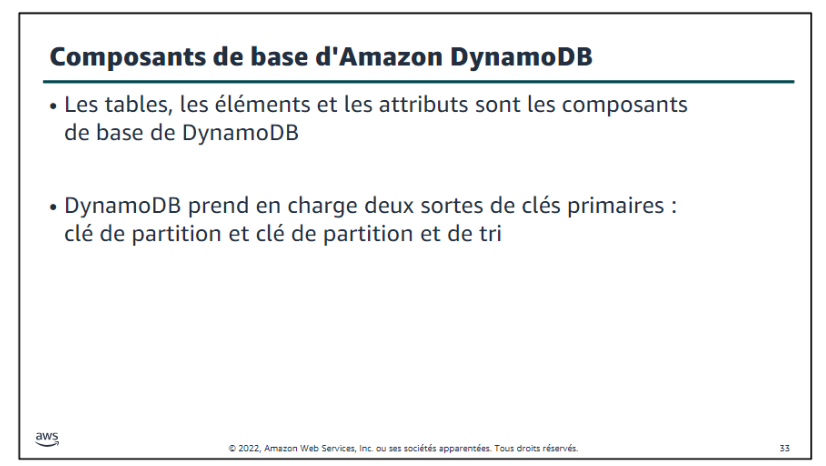 Composants de base d'Amazon DynamoDB
• Les tables, les éléments et les attributs sont les composants
de base de DynamoDB
• DynamoDB prend en charge deux sortes de clés primaires :
clé de partition et clé de partition et de tri
aws
© 2022, Amazon Web Services, Inc. ou ses sociétés apparentées. Tous droits réservés.
33